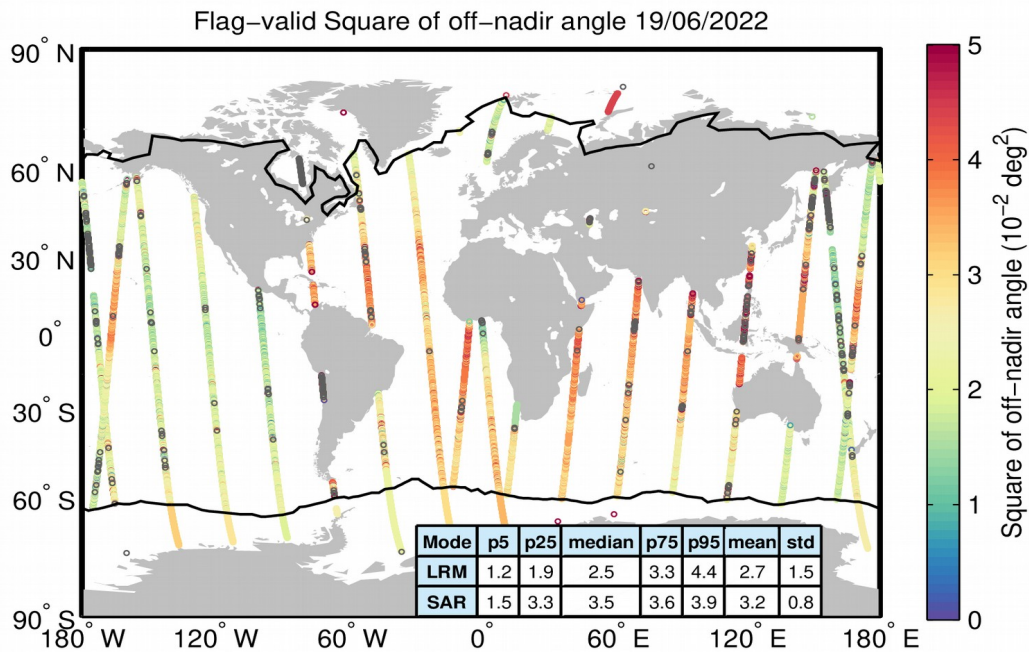 Flag−valid Square of off−nadir angle 19/06/2022
90° N
60° N
30° N
0°
30° S
60° S
90° S
180° W
120° W
60° W
0°
60° E
120° E
180° E
Mode p5 p25 median p75 p95 mean std
LRM 1.2 1.9 2.5 3.3 4.4 2.7 1.5
SAR 1.5 3.3 3.5 3.6 3.9 3.2 0.8
5
4
3
2
1
0
Square of off−nadir angle (10⁻² deg²)